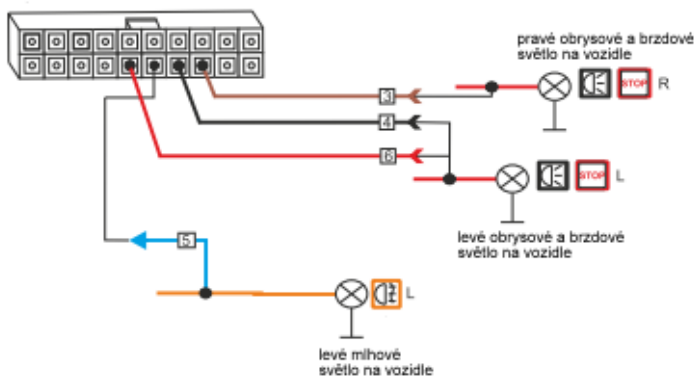 pravé obrysové a brzdové
světlo na vozidle
3
STOP R
4
6
STOP L
levé obrysové a brzdové
světlo na vozidle
5
L
levé mlhové
světlo na vozidle